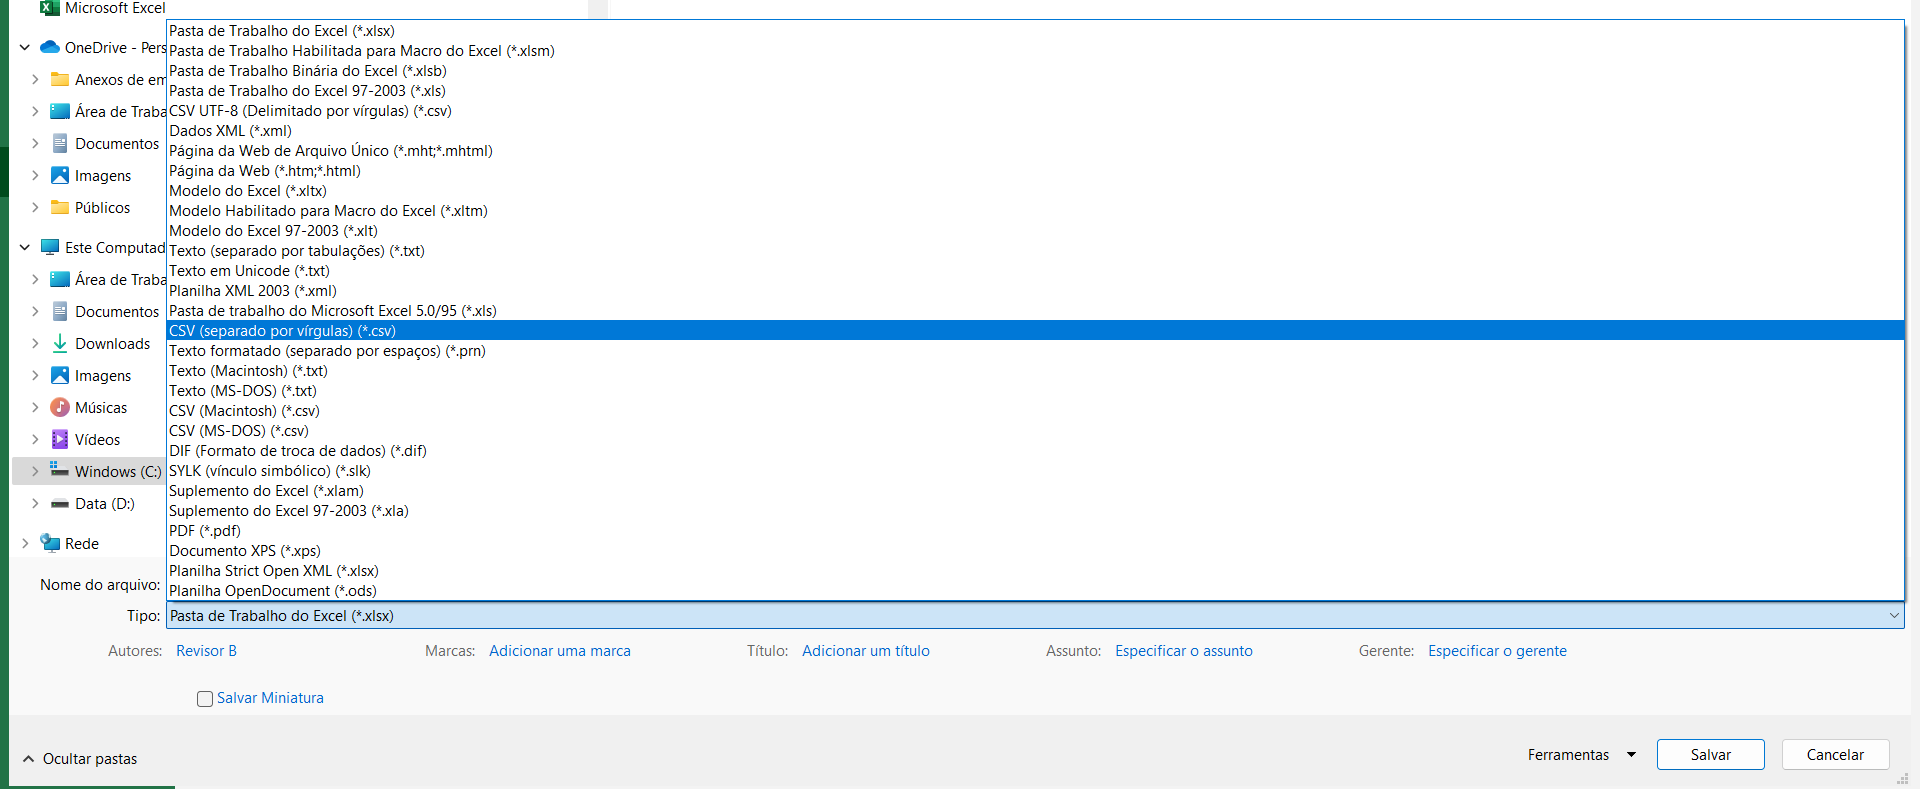 Microsoft Excel
OneDrive - Pers
Anexos de em
Área de Traba
Documentos
Imagens
Públicos
Este Computad
Área de Traba
Documentos
Downloads
Imagens
Músicas
Vídeos
Windows (C:)
Data (D:)
Rede
Pasta de Trabalho do Excel (*.xlsx)
Pasta de Trabalho Habilitada para Macro do Excel (*.xlsm)
Pasta de Trabalho Binária do Excel (*.xlsb)
Pasta de Trabalho do Excel 97-2003 (*.xls)
CSV UTF-8 (Delimitado por vírgulas) (*.csv)
Dados XML (*.xml)
Página da Web de Arquivo Único (*.mht;*.mhtml)
Página da Web (*.htm;*.html)
Modelo do Excel (*.xltx)
Modelo Habilitado para Macro do Excel (*.xltm)
Modelo do Excel 97-2003 (*.xlt)
Texto (separado por tabulações) (*.txt)
Texto em Unicode (*.txt)
Planilha XML 2003 (*.xml)
Pasta de trabalho do Microsoft Excel 5.0/95 (*.xls)
CSV (separado por vírgulas) (*.csv)
Texto formatado (separado por espaços) (*.prn)
Texto (Macintosh) (*.txt)
Texto (MS-DOS) (*.txt)
CSV (Macintosh) (*.csv)
CSV (MS-DOS) (*.csv)
DIF (Formato de troca de dados) (*.dif)
SYLK (vínculo simbólico) (*.slk)
Suplemento do Excel (*.xlam)
Suplemento do Excel 97-2003 (*.xla)
PDF (*.pdf)
Documento XPS (*.xps)
Planilha Strict Open XML (*.xlsx)
Planilha OpenDocument (*.ods)
Nome do arquivo:
Tipo: Pasta de Trabalho do Excel (*.xlsx)
Autores: Revisor B Marcas: Adicionar uma marca Título: Adicionar um título Assunto: Especificar o assunto Gerente: Especificar o gerente
Salvar Miniatura
Ocultar pastas Ferramentas Salvar Cancelar